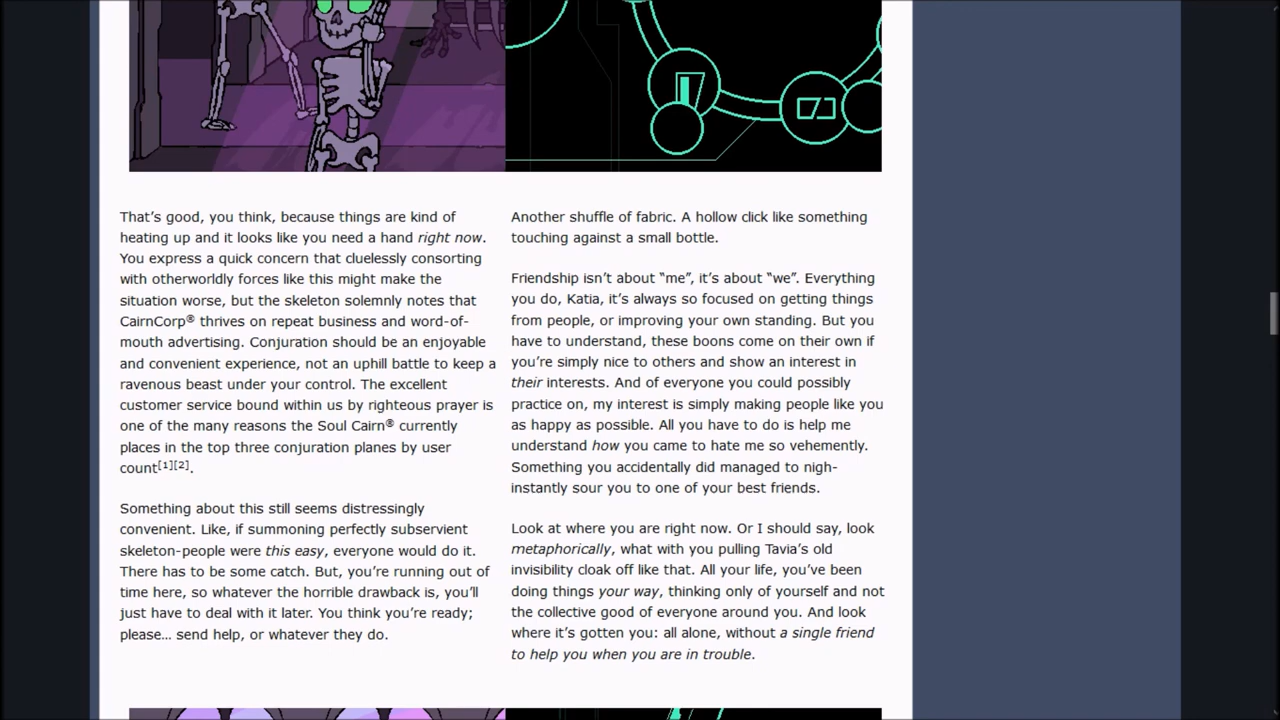 That’s good, you think, because things are kind of
heating up and it looks like you need a hand right now.
You express a quick concern that cluelessly consorting
with otherworldly forces like this might make the
situation worse, but the skeleton solemnly notes that
CairnCorp® thrives on repeat business and word-of-
mouth advertising. Conjuration should be an enjoyable
and convenient experience, not an uphill battle to keep a
ravenous beast under your control. The excellent
customer service bound within us by righteous prayer is
one of the many reasons the Soul Cairn® currently
places in the top three conjuration planes by user
count[1][2].
Something about this still seems distressingly
convenient. Like, if summoning perfectly subservient
skeleton-people were this easy, everyone would do it.
There has to be some catch. But, you’re running out of
time here, so whatever the horrible drawback is, you’ll
just have to deal with it later. You think you’re ready;
please… send help, or whatever they do.
Another shuffle of fabric. A hollow click like something
touching against a small bottle.
Friendship isn’t about “me”, it’s about “we”. Everything
you do, Katia, it’s always so focused on getting things
from people, or improving your own standing. But you
have to understand, these boons come on their own if
you’re simply nice to others and show an interest in
their interests. And of everyone you could possibly
practice on, my interest is simply making people like you
as happy as possible. All you have to do is help me
understand how you came to hate me so vehemently.
Something you accidentally did managed to nigh-
instantly sour you to one of your best friends.
Look at where you are right now. Or I should say, look
metaphorically, what with you pulling Tavia’s old
invisibility cloak off like that. All your life, you’ve been
doing things your way, thinking only of yourself and not
the collective good of everyone around you. And look
where it’s gotten you: all alone, without a single friend
to help you when you are in trouble.